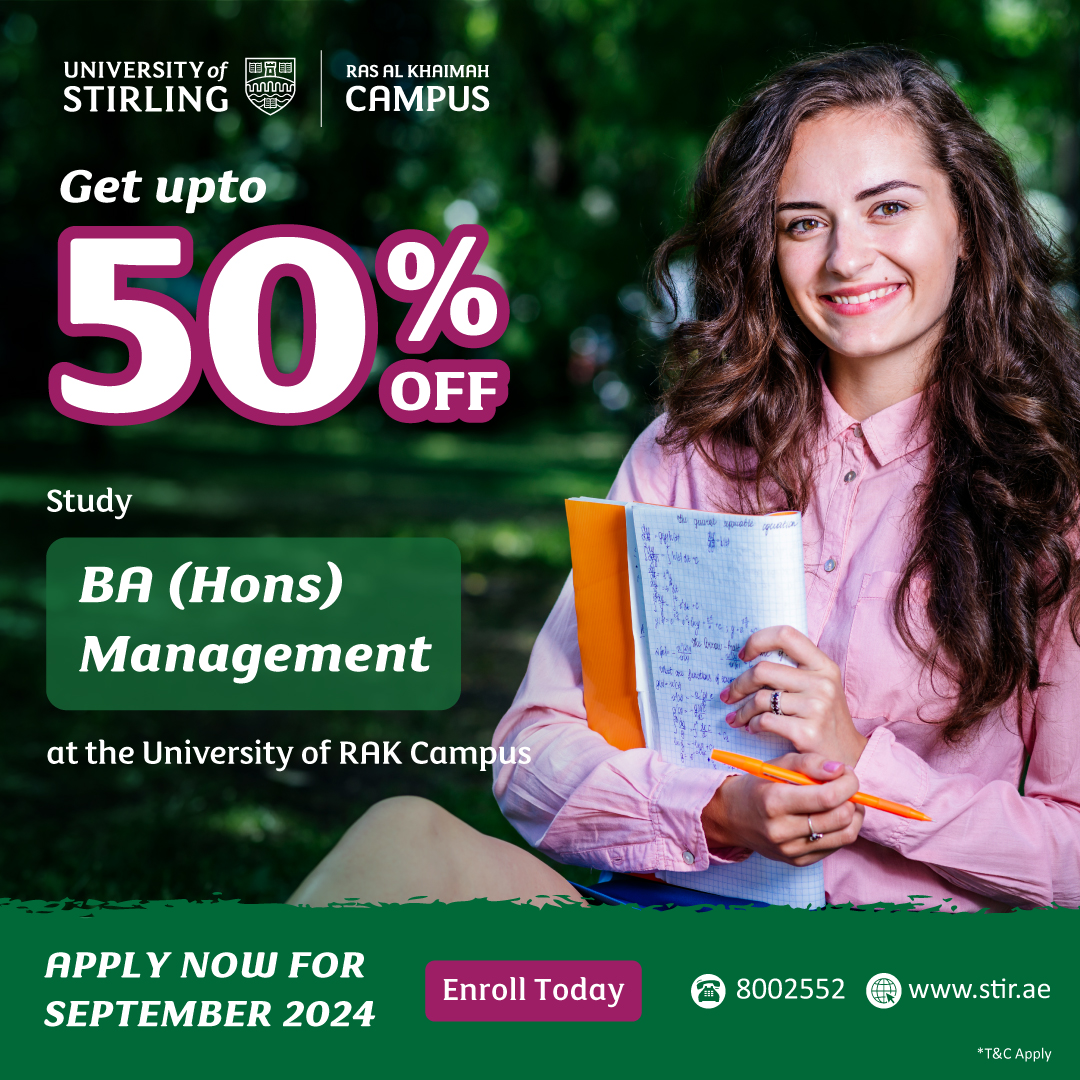 UNIVERSITY of
STIRLING
RAS AL KHAIMAH
CAMPUS
Get upto
50%
OFF
Study
BA (Hons)
Management
at the University of RAK Campus
APPLY NOW FOR
SEPTEMBER 2024
Enroll Today
8002552
www.stir.ae
*T&C Apply